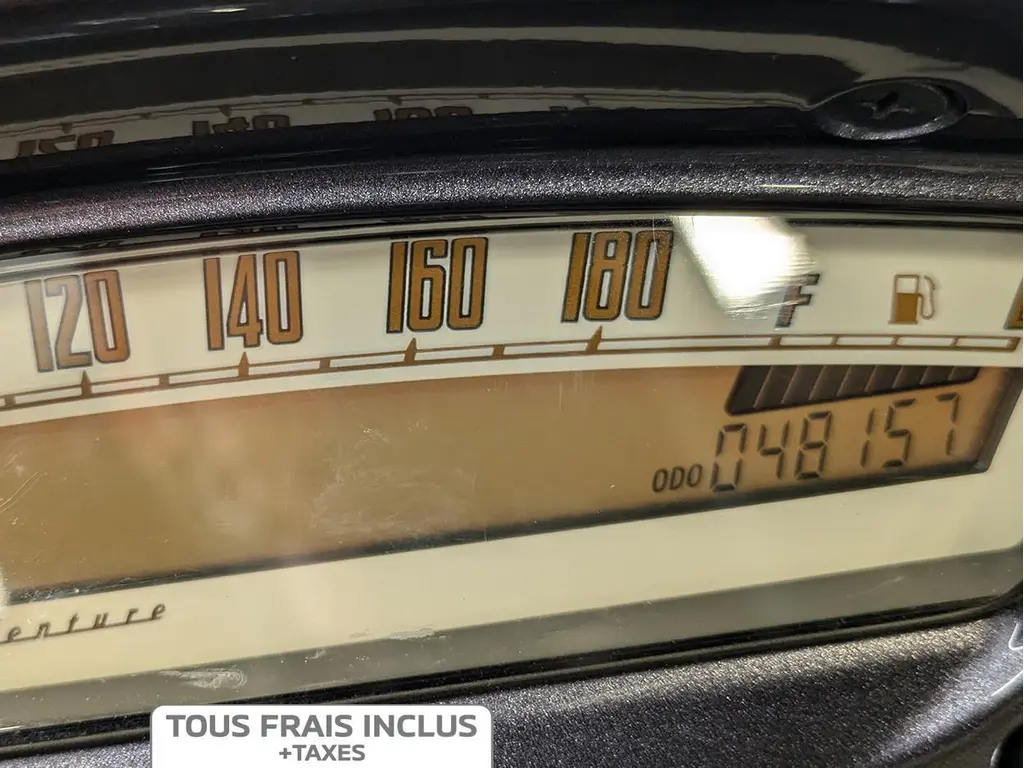 120 140 160 180 F
ODO 048157
enture
TOUS FRAIS INCLUS
+TAXES